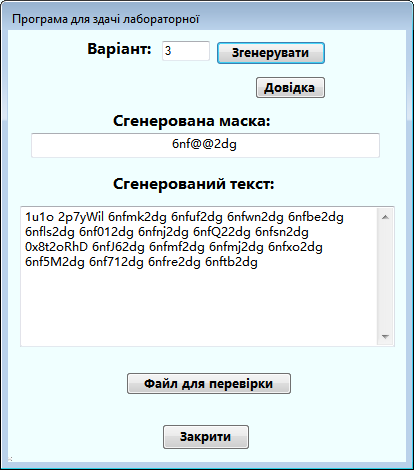 Програма для здачі лабораторної
Варіант: 3 Згенерувати
Довідка
Сгенерована маска:
6nf@@2dg
Сгенерований текст:
1u1o 2p7yWil 6nfmk2dg 6nfuf2dg 6nfwn2dg 6nfbe2dg
6nfls2dg 6nf012dg 6nfnj2dg 6nfQ22dg 6nfsn2dg
0x8t2oRhD 6nfJ62dg 6nfmf2dg 6nfmj2dg 6nfxo2dg
6nf5M2dg 6nf712dg 6nfre2dg 6nftb2dg
Файл для перевірки
Закрити